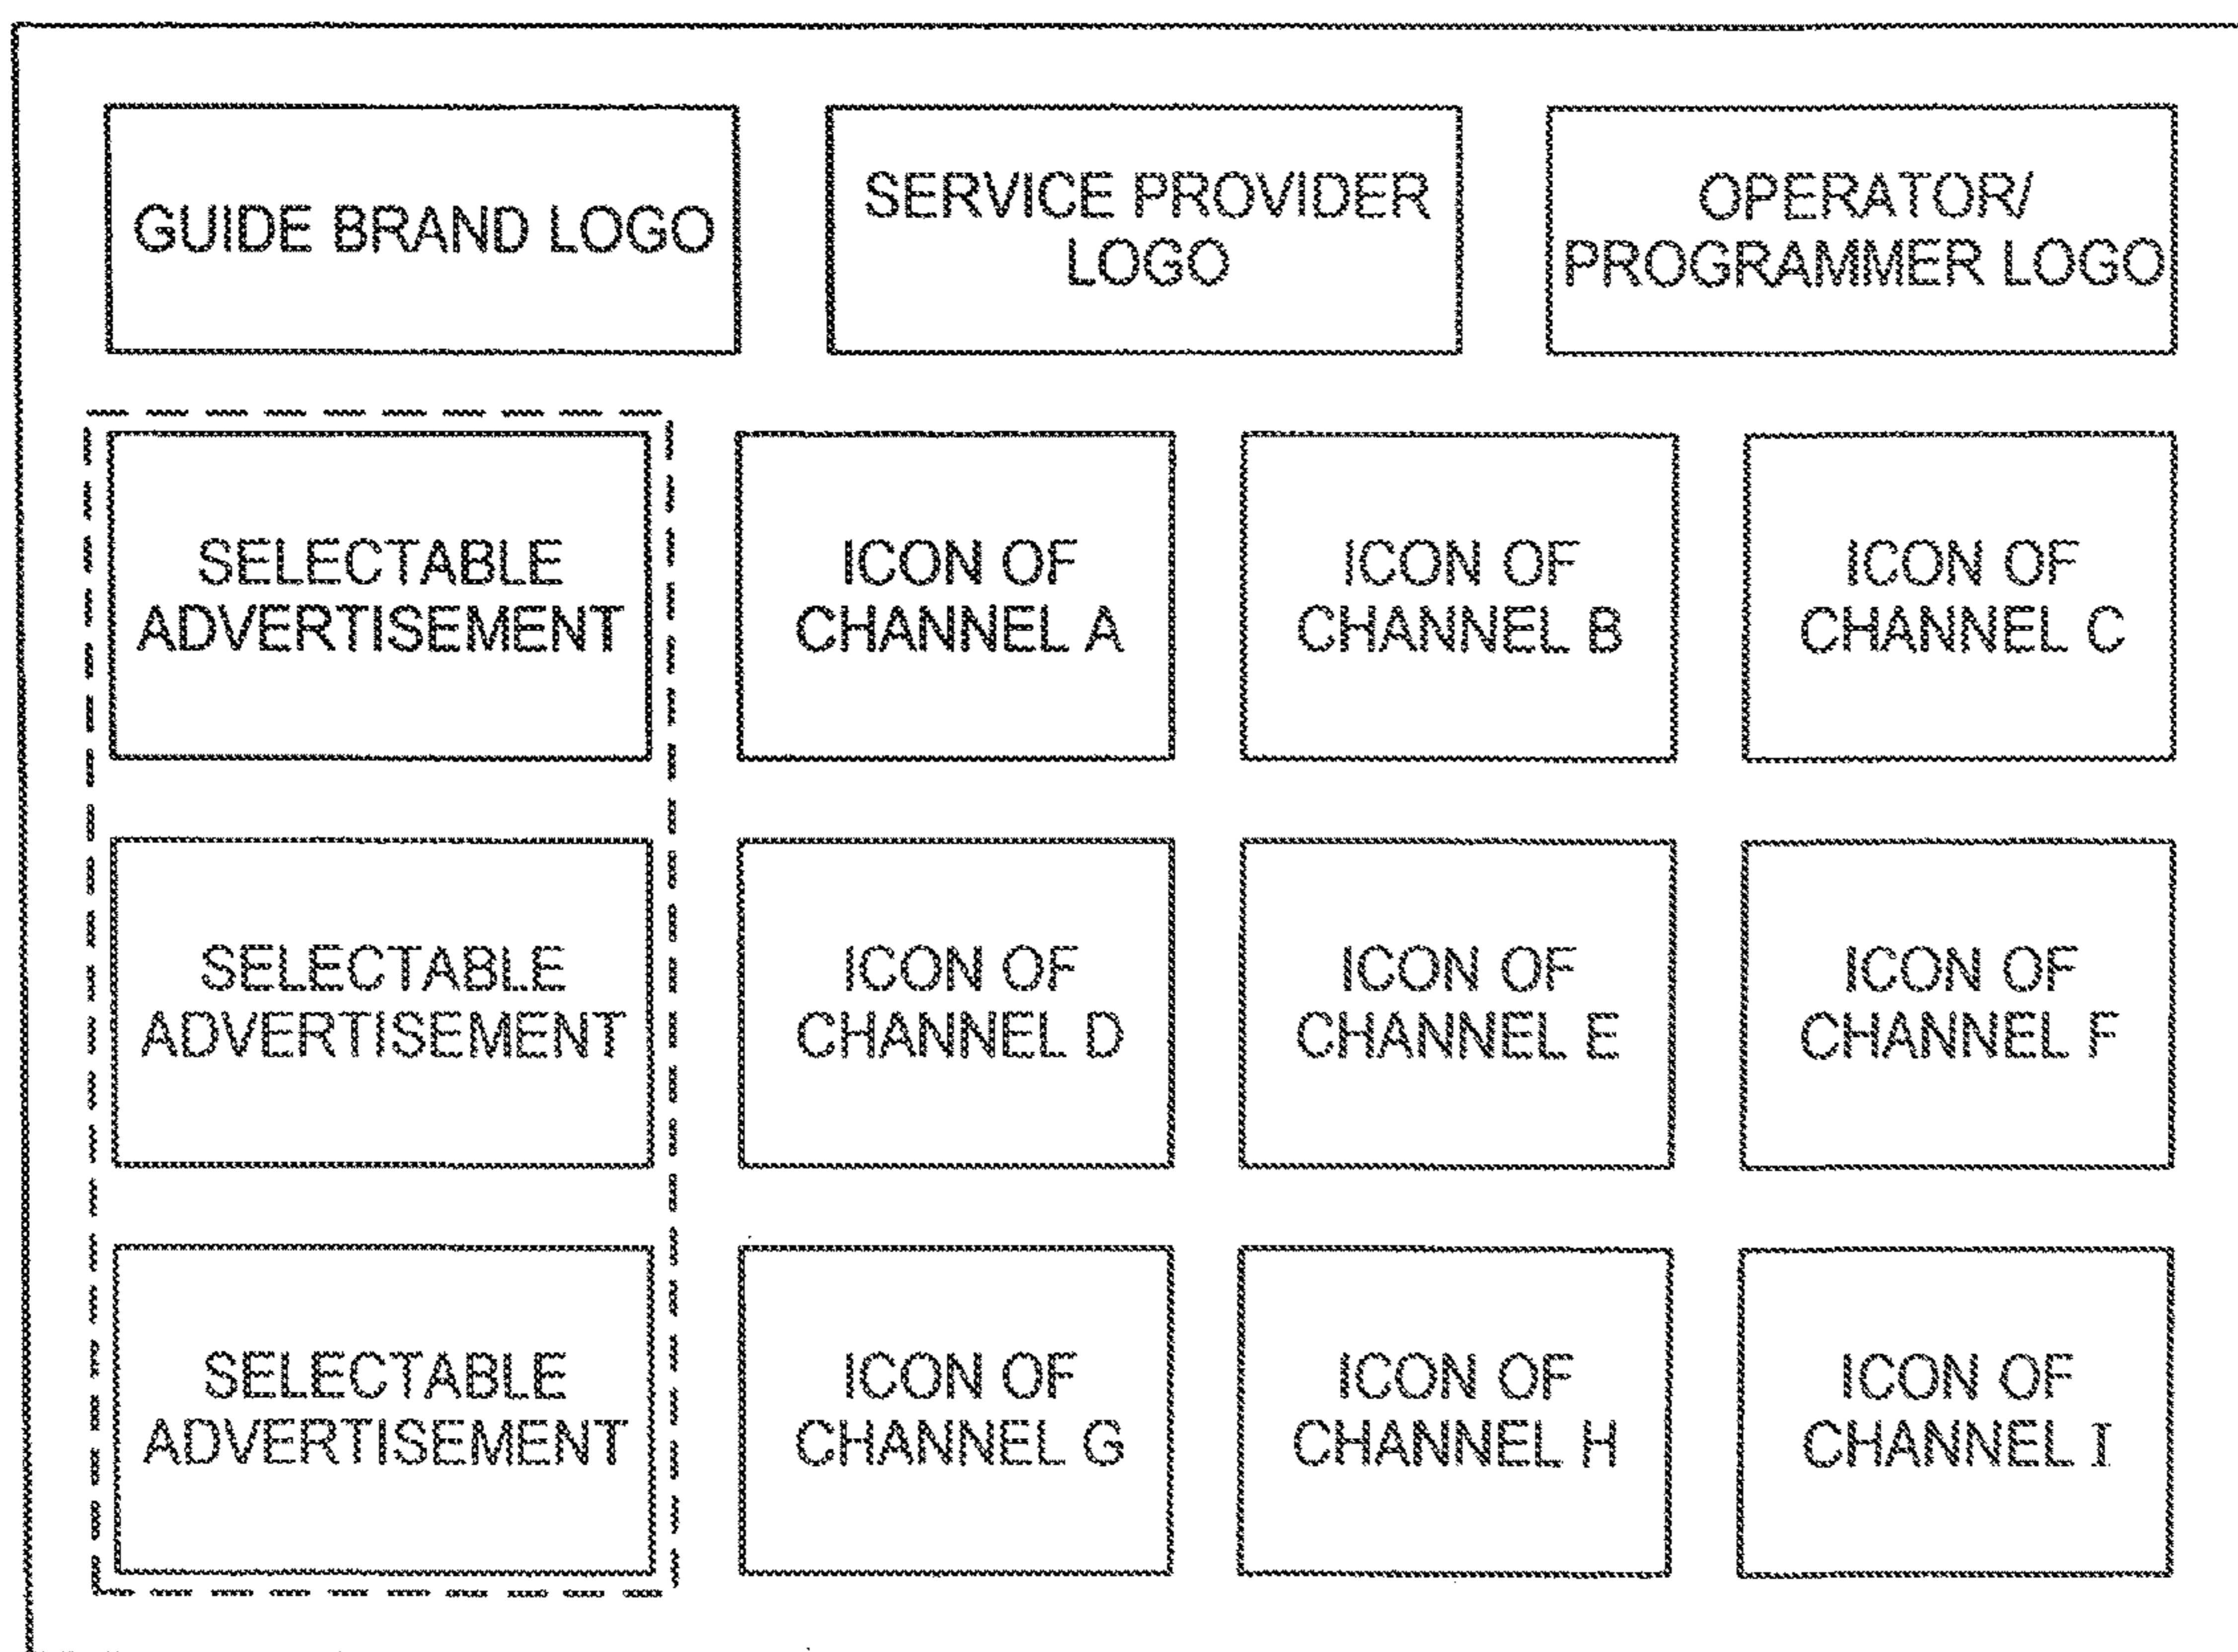 GUIDE BRAND LOGO
SERVICE PROVIDER
LOGO
OPERATOR/
PROGRAMMER LOGO
SELECTABLE
ADVERTISEMENT
ICON OF
CHANNEL A
ICON OF
CHANNEL B
ICON OF
CHANNEL C
SELECTABLE
ADVERTISEMENT
ICON OF
CHANNEL D
ICON OF
CHANNEL E
ICON OF
CHANNEL F
SELECTABLE
ADVERTISEMENT
ICON OF
CHANNEL G
ICON OF
CHANNEL H
ICON OF
CHANNEL I